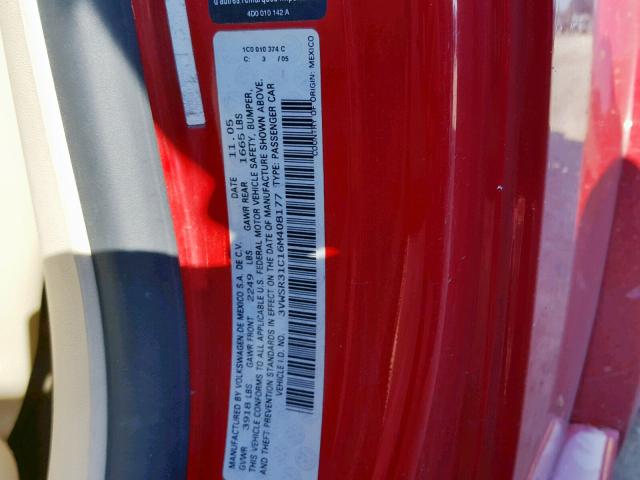 4D0 010 142 A
1C0 010 374 C
C: 3 / 05
MANUFACTURED BY VOLKSWAGEN DE MEXICO S.A. DE C.V. DATE 11.05
GVWR 3918 LBS GAWR FRONT 2249 LBS GAWR REAR 1665 LBS
THIS VEHICLE CONFORMS TO ALL APPLICABLE U.S. FEDERAL MOTOR VEHICLE SAFETY, BUMPER,
AND THEFT PREVENTION STANDARDS IN EFFECT ON THE DATE OF MANUFACTURE SHOWN ABOVE.
VEHICLE I.D. NO. 3VWSR31C16M408177 TYPE: PASSENGER CAR
COUNTRY OF ORIGIN: MEXICO